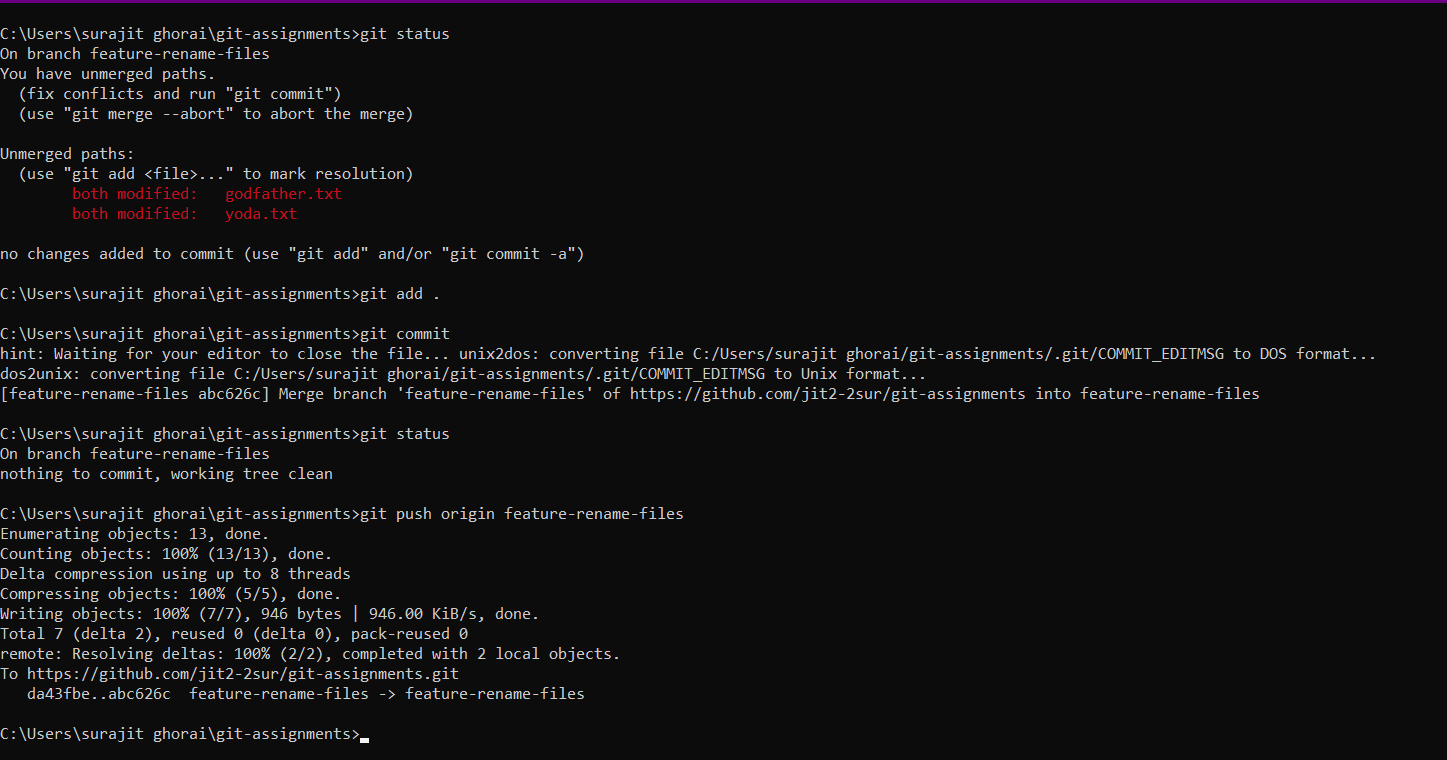 C:\Users\surajit ghorai\git-assignments>git status
On branch feature-rename-files
You have unmerged paths.
  (fix conflicts and run "git commit")
  (use "git merge --abort" to abort the merge)

Unmerged paths:
  (use "git add <file>..." to mark resolution)
        both modified:   godfather.txt
        both modified:   yoda.txt

no changes added to commit (use "git add" and/or "git commit -a")

C:\Users\surajit ghorai\git-assignments>git add .

C:\Users\surajit ghorai\git-assignments>git commit
hint: Waiting for your editor to close the file... unix2dos: converting file C:/Users/surajit ghorai/git-assignments/.git/COMMIT_EDITMSG to DOS format...
dos2unix: converting file C:/Users/surajit ghorai/git-assignments/.git/COMMIT_EDITMSG to Unix format...
[feature-rename-files abc626c] Merge branch 'feature-rename-files' of https://github.com/jit2-2sur/git-assignments into feature-rename-files

C:\Users\surajit ghorai\git-assignments>git status
On branch feature-rename-files
nothing to commit, working tree clean

C:\Users\surajit ghorai\git-assignments>git push origin feature-rename-files
Enumerating objects: 13, done.
Counting objects: 100% (13/13), done.
Delta compression using up to 8 threads
Compressing objects: 100% (5/5), done.
Writing objects: 100% (7/7), 946 bytes | 946.00 KiB/s, done.
Total 7 (delta 2), reused 0 (delta 0), pack-reused 0
remote: Resolving deltas: 100% (2/2), completed with 2 local objects.
To https://github.com/jit2-2sur/git-assignments.git
   da43fbe..abc626c  feature-rename-files -> feature-rename-files

C:\Users\surajit ghorai\git-assignments>